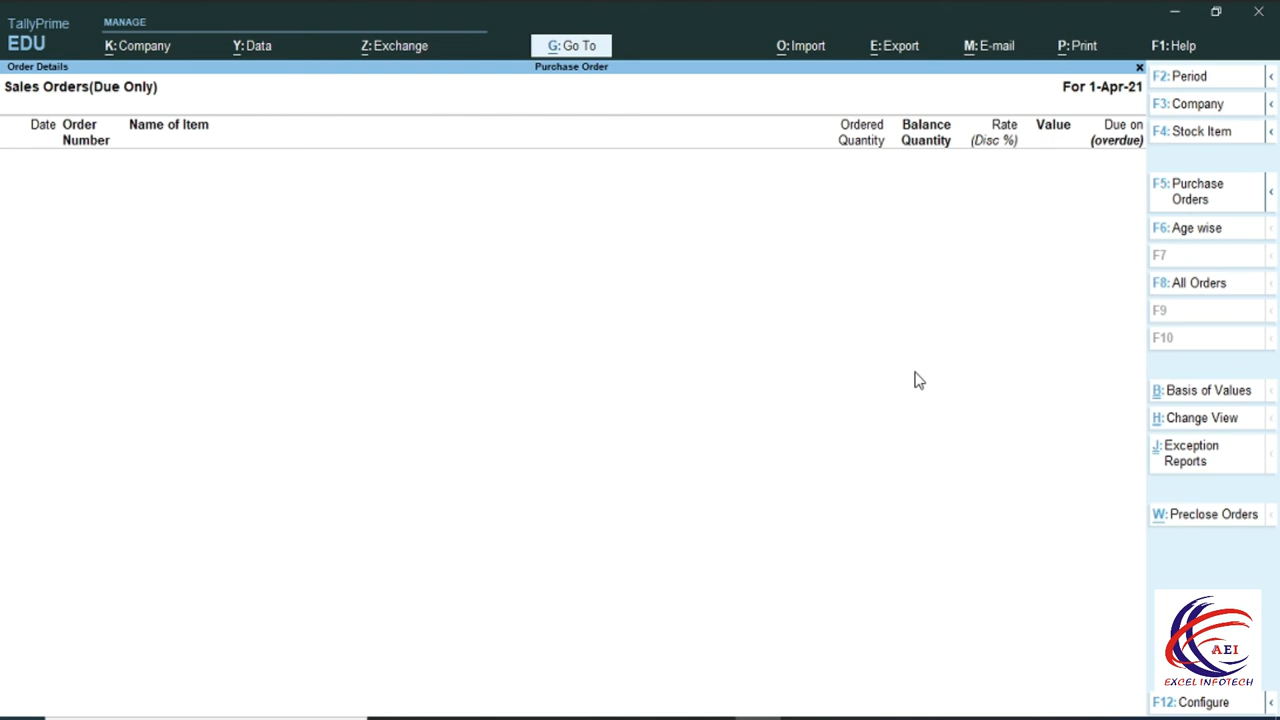 TallyPrime
EDU
MANAGE
K: Company
Y: Data
Z: Exchange
G: Go To
O: Import
E: Export
M: E-mail
P: Print
F1: Help
Order Details
Purchase Order
x
Sales Orders(Due Only)
For 1-Apr-21
Date
Order Number
Name of Item
Ordered Quantity
Balance Quantity
Rate
(Disc %)
Value
Due on
(overdue)
F2: Period
F3: Company
F4: Stock Item
F5: Purchase
Orders
F6: Age wise
F7
F8: All Orders
F9
F10
B: Basis of Values
H: Change View
J: Exception
Reports
W: Preclose Orders
AEI
EXCEL INFOTECH
F12: Configure